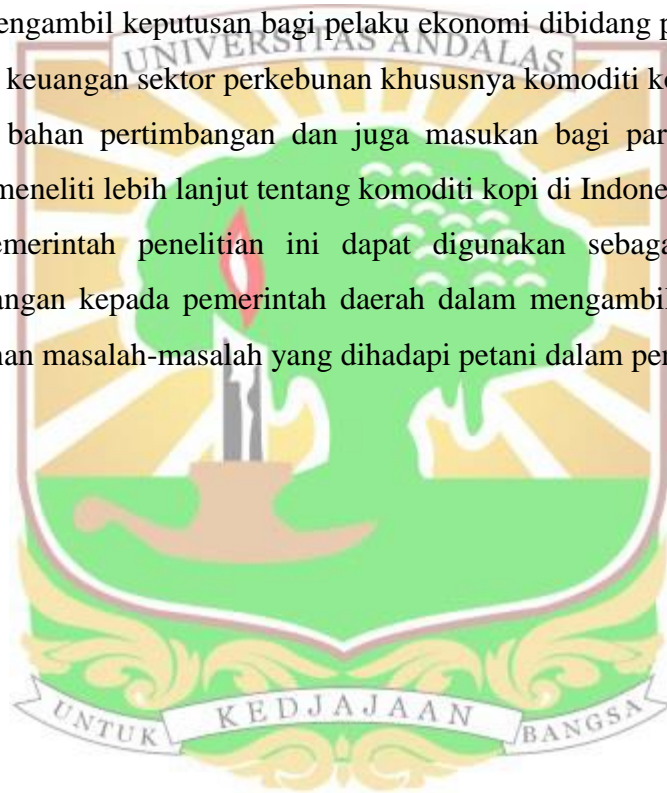 engambil keputusan bagi pelaku ekonomi dibidang p
UNIVERSITAS ANDALAS
keuangan sektor perkebunan khususnya komoditi k
bahan pertimbangan dan juga masukan bagi par
meneliti lebih lanjut tentang komoditi kopi di Indone
emerintah penelitian ini dapat digunakan sebaga
angan kepada pemerintah daerah dalam mengambil
an masalah-masalah yang dihadapi petani dalam per
UNTUK KEDJAJAAN BANGSA